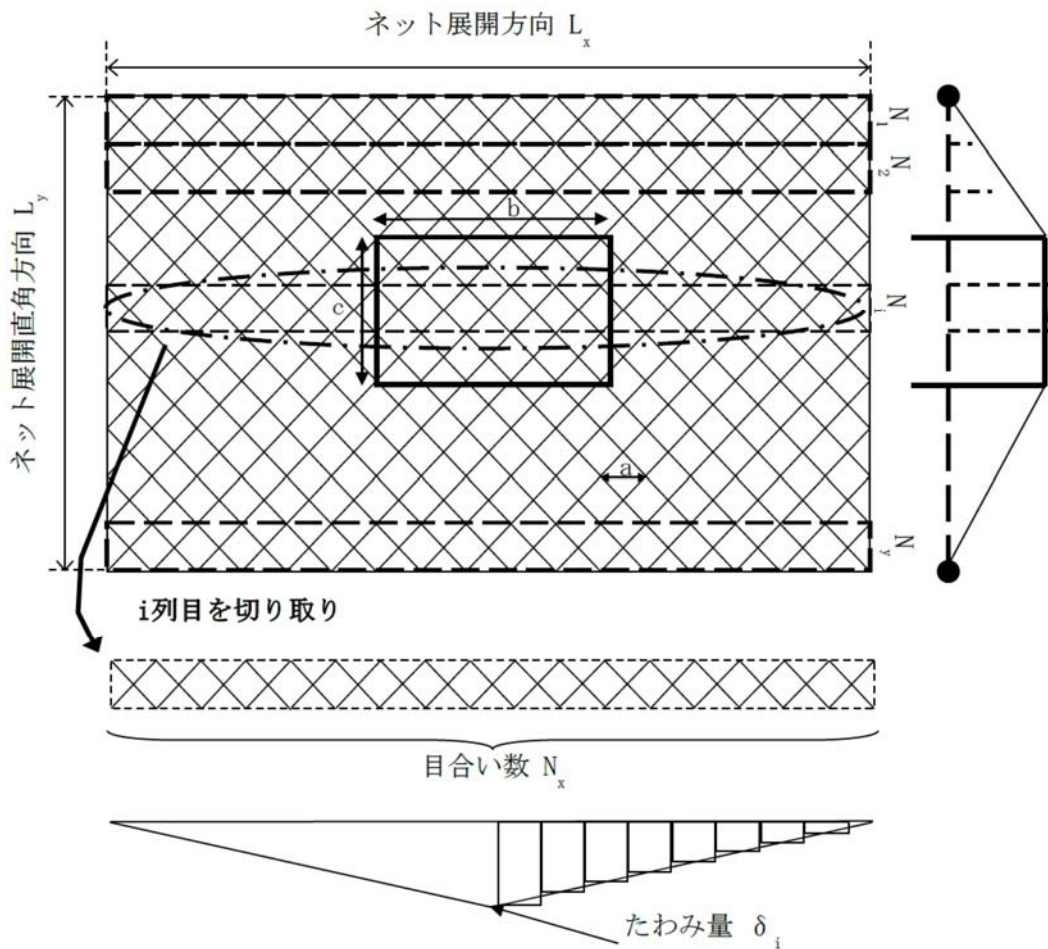 ネット展開方向 L_x
ネット展開直角方向 L_y
N_1
N_2
b
c
N_i
a
N_y
i列目を切り取り
目合い数 N_x
たわみ量 δ_i